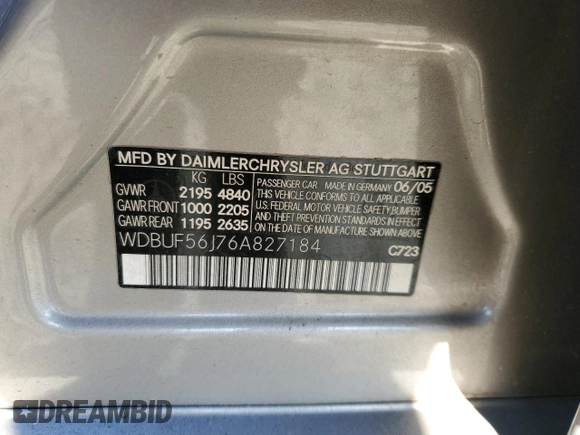 MFD BY DAIMLERCHRYSLER AG STUTTGART
KG LBS
GVWR 2195 4840
GAWR FRONT 1000 2205
GAWR REAR 1195 2635
PASSENGER CAR MADE IN GERMANY 06/05
THIS VEHICLE CONFORMS TO ALL APPLICABLE
U.S. FEDERAL MOTOR VEHICLE SAFETY, BUMPER
AND THEFT PREVENTION STANDARDS IN EFFECT
ON THE DATE OF MANUFACTURE SHOWN ABOVE
WDBUF56J76A827184
C723
DREAMBID